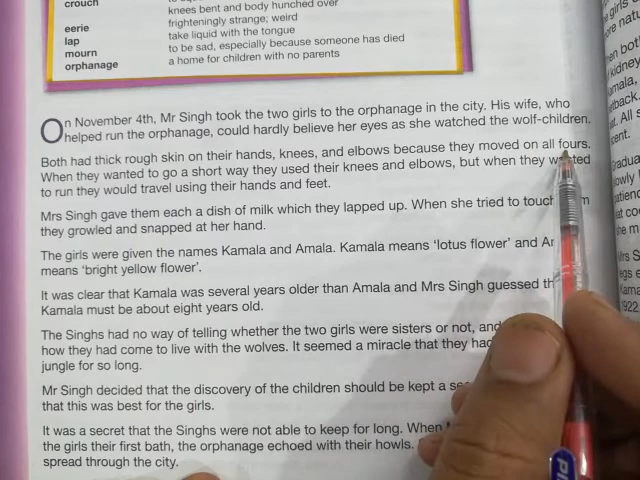 crouch knees bent and body hunched over
eerie frighteningly strange; weird
lap take liquid with the tongue
mourn to be sad, especially because someone has died
orphanage a home for children with no parents
On November 4th, Mr Singh took the two girls to the orphanage in the city. His wife, who
helped run the orphanage, could hardly believe her eyes as she watched the wolf-children.
Both had thick rough skin on their hands, knees, and elbows because they moved on all fours.
When they wanted to go a short way they used their knees and elbows, but when they
to run they would travel using their hands and feet.
Mrs Singh gave them each a dish of milk which they lapped up. When she tried to touch
they growled and snapped at her hand.
The girls were given the names Kamala and Amala. Kamala means 'lotus flower' and
means 'bright yellow flower'.
It was clear that Kamala was several years older than Amala and Mrs Singh guessed
Kamala must be about eight years old.
The Singhs had no way of telling whether the two girls were sisters or not, and
how they had come to live with the wolves. It seemed a miracle that they had
jungle for so long.
Mr Singh decided that the discovery of the children should be kept a
that this was best for the girls.
It was a secret that the Singhs were not able to keep for long. When
the girls their first bath, the orphanage echoed with their howls.
spread through the city.
girls
kidney
All
Mrs S
922